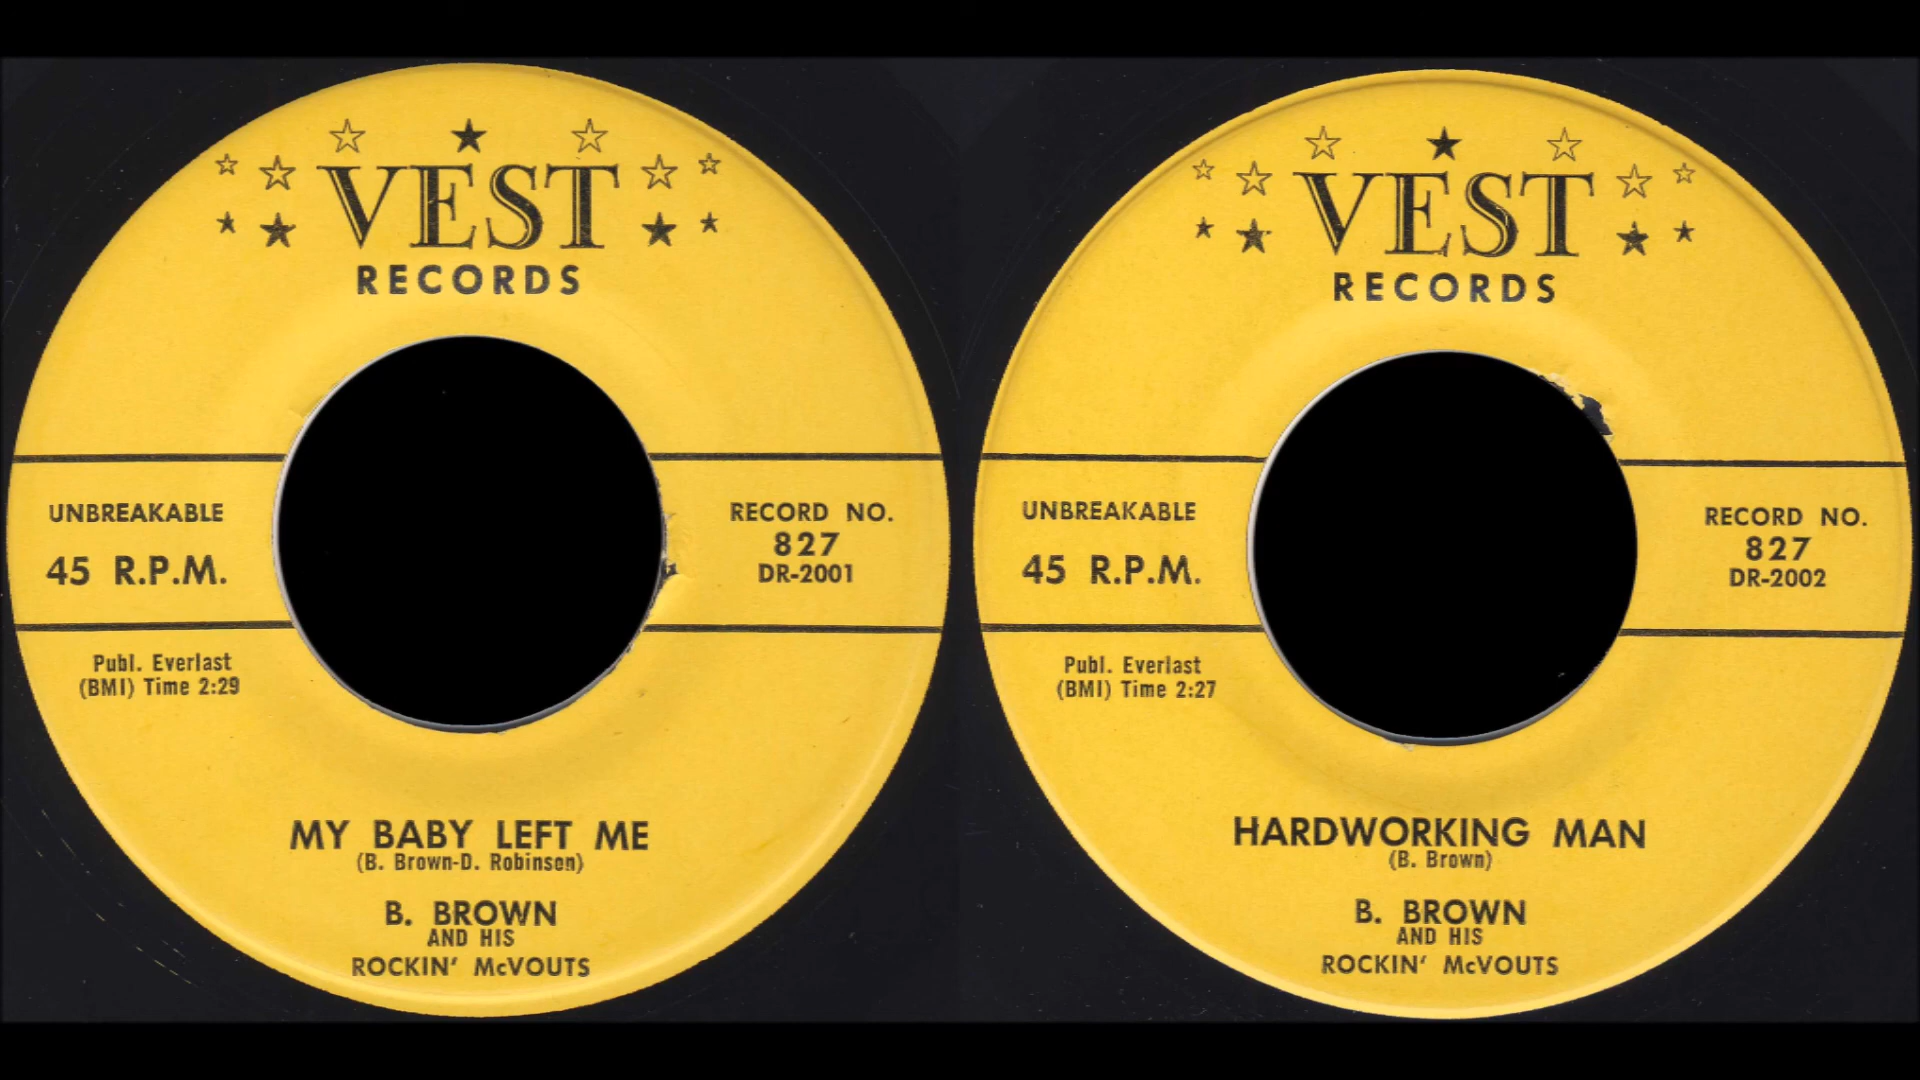 VEST
RECORDS
UNBREAKABLE
45 R.P.M.
RECORD NO.
827
DR-2001
Publ. Everlast
(BMI) Time 2:29
MY BABY LEFT ME
(B. Brown-D. Robinson)
B. BROWN
AND HIS
ROCKIN' McVOUTS
VEST
RECORDS
UNBREAKABLE
45 R.P.M.
RECORD NO.
827
DR-2002
Publ. Everlast
(BMI) Time 2:27
HARDWORKING MAN
(B. Brown)
B. BROWN
AND HIS
ROCKIN' McVOUTS